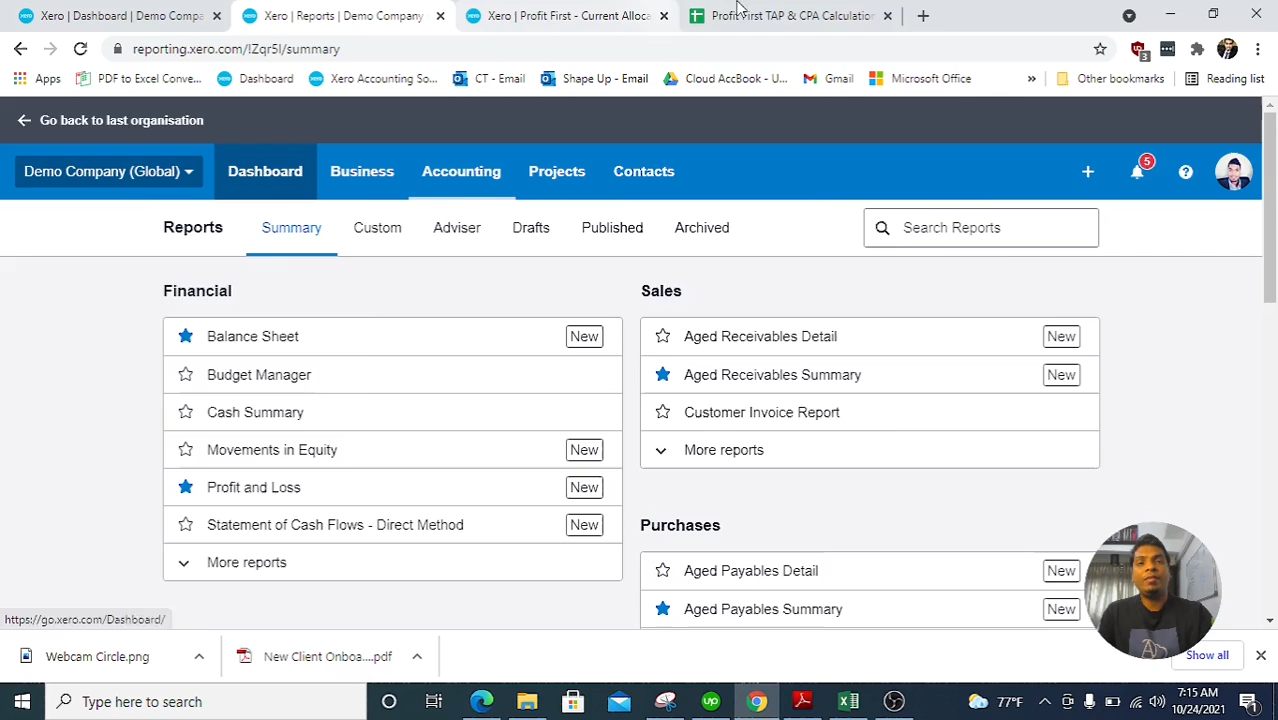 Xero | Dashboard | Demo Compa
Xero | Reports | Demo Company
Xero | Profit First - Current Alloca
Profit First TAP & CPA Calculation
reporting.xero.com/!Zqr5l/summary
3
Apps
PDF to Excel Conve...
Dashboard
Xero Accounting So...
CT - Email
Shape Up - Email
Cloud AccBook - U...
Gmail
Microsoft Office
»
Other bookmarks
Reading list
Go back to last organisation
Demo Company (Global)
Dashboard
Business
Accounting
Projects
Contacts
5
Reports
Summary
Custom
Adviser
Drafts
Published
Archived
Search Reports
Financial
Balance Sheet New
Budget Manager
Cash Summary
Movements in Equity New
Profit and Loss New
Statement of Cash Flows - Direct Method New
More reports
Sales
Aged Receivables Detail New
Aged Receivables Summary New
Customer Invoice Report
More reports
Purchases
Aged Payables Detail New
Aged Payables Summary New
https://go.xero.com/Dashboard/
Webcam Circle.png
New Client Onboa....pdf
Show all
Type here to search
77°F
7:15 AM
10/24/2021
1